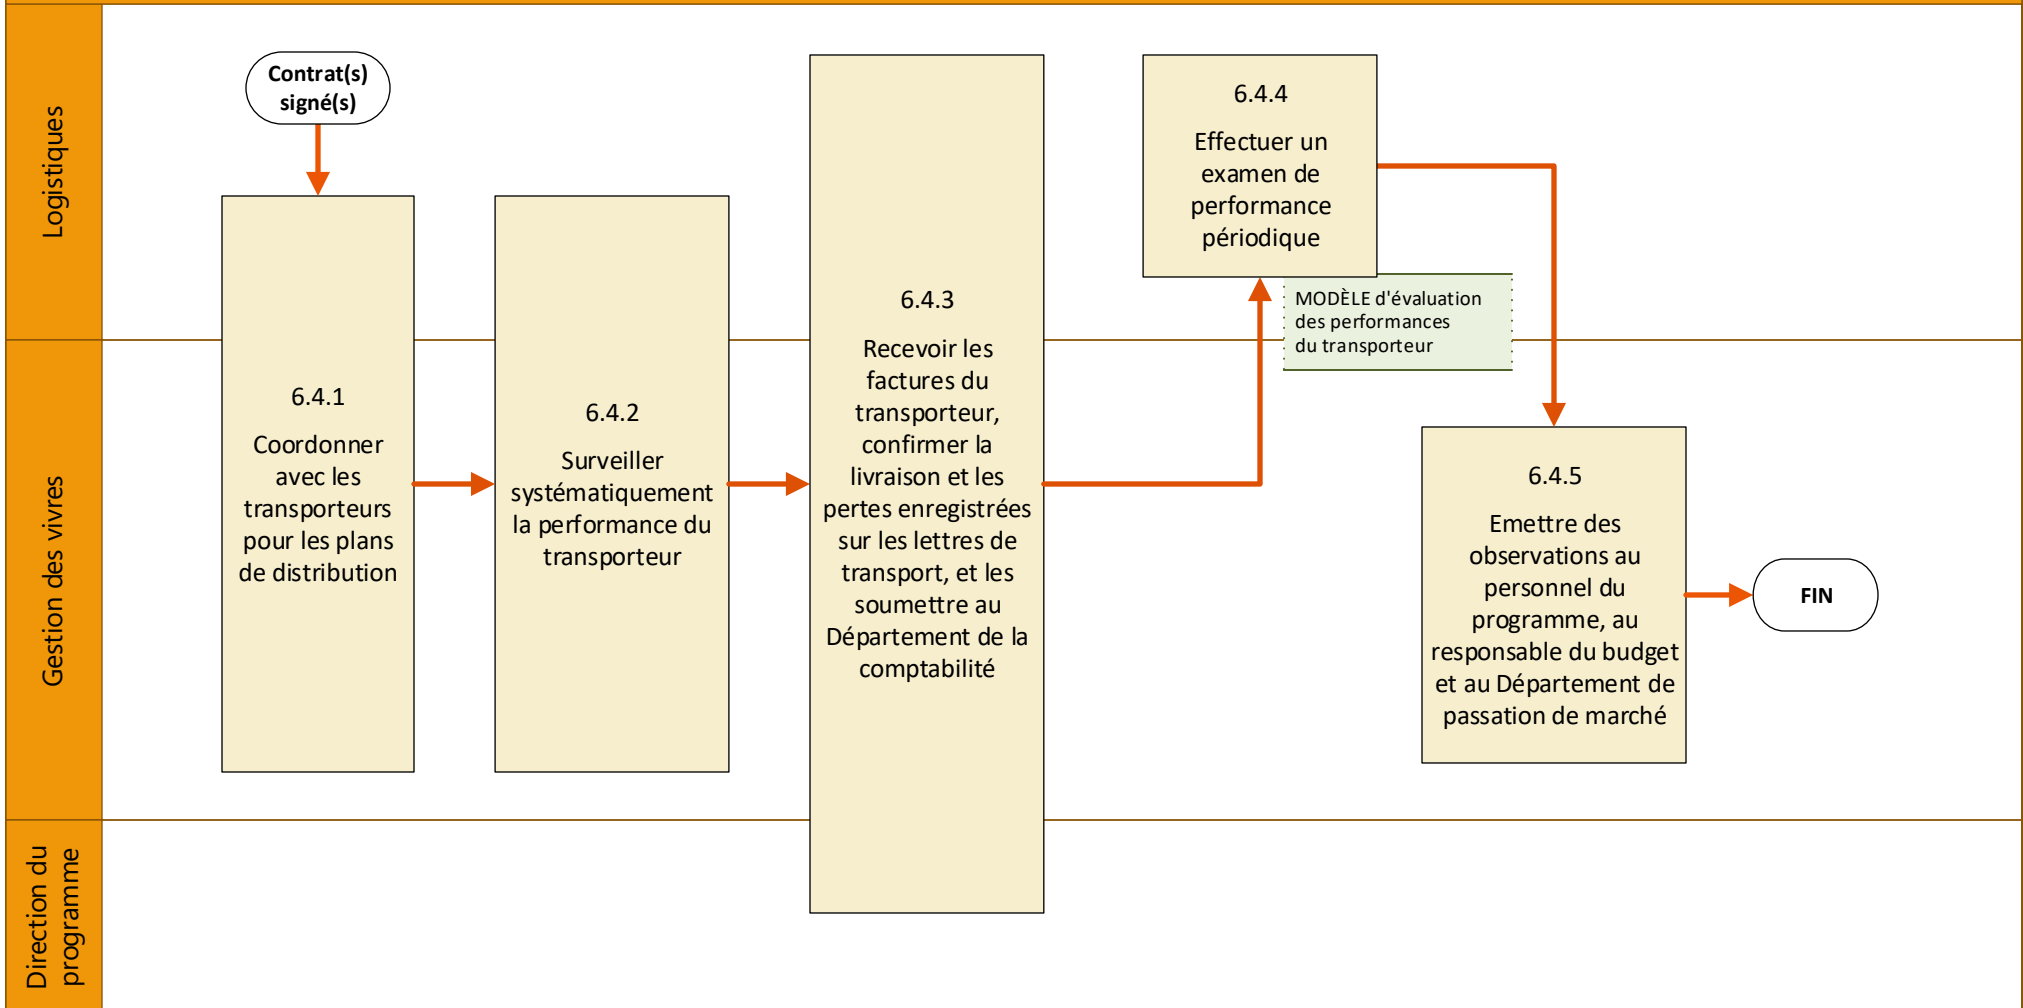 Logistiques
Contrat(s)
signé(s)
6.4.1
Coordonner
avec les
transporteurs
pour les plans
de distribution
6.4.2
Surveiller
systématiquement
la performance du
transporteur
6.4.3
Recevoir les
factures du
transporteur,
confirmer la
livraison et les
pertes enregistrées
sur les lettres de
transport, et les
soumettre au
Département de la
comptabilité
6.4.4
Effectuer un
examen de
performance
périodique
MODÈLE d'évaluation
des performances
du transporteur
Gestion des vivres
6.4.5
Emettre des
observations au
personnel du
programme, au
responsable du budget
et au Département de
passation de marché
FIN
Direction du
programme